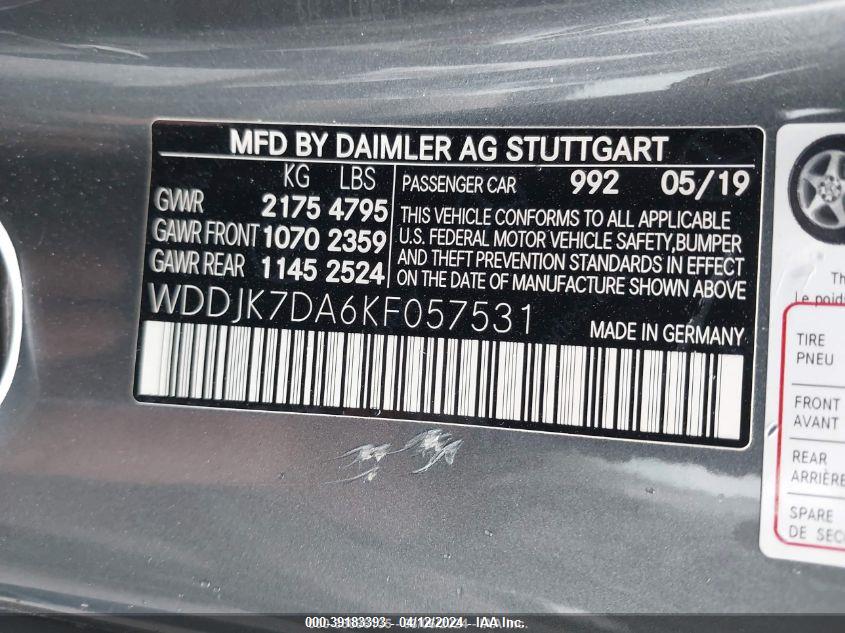 MFD BY DAIMLER AG STUTTGART
KG LBS
GVWR 2175 4795
GAWR FRONT 1070 2359
GAWR REAR 1145 2524
PASSENGER CAR 992 05/19
THIS VEHICLE CONFORMS TO ALL APPLICABLE
U.S. FEDERAL MOTOR VEHICLE SAFETY,BUMPER
AND THEFT PREVENTION STANDARDS IN EFFECT
ON THE DATE OF MANUFACTURE SHOWN ABOVE.
WDDJK7DA6KF057531
MADE IN GERMANY
Le
TIRE
PNEU
FRONT
AVANT
REAR
ARRIÈRE
SPARE
DE
000-39183393 - 04/12/2024 - IAA Inc.